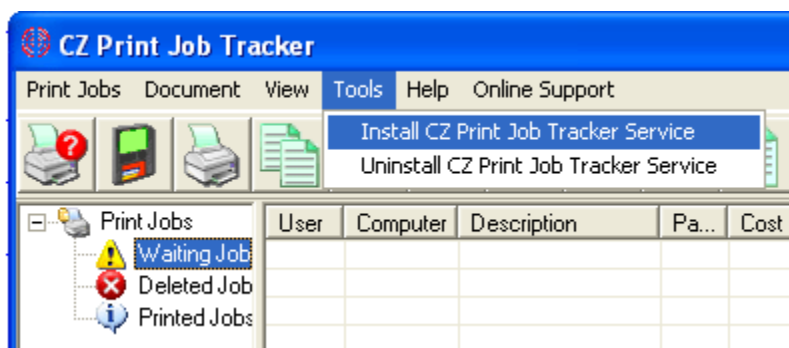 CZ Print Job Tracker
Print Jobs Document View Tools Help Online Support
Install CZ Print Job Tracker Service
Uninstall CZ Print Job Tracker Service
Print Jobs
Waiting Job
Deleted Job
Printed Jobs
User Computer Description Pa... Cost